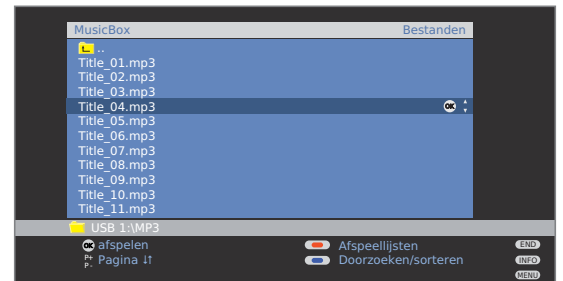 MusicBox Bestanden
..
Title_01.mp3
Title_02.mp3
Title_03.mp3
Title_04.mp3 OK
Title_05.mp3
Title_06.mp3
Title_07.mp3
Title_08.mp3
Title_09.mp3
Title_10.mp3
Title_11.mp3
USB 1:\MP3
OK afspelen Afspeellijsten END
P+ P- Pagina ↓↑ Doorzoeken/sorteren INFO
MENU